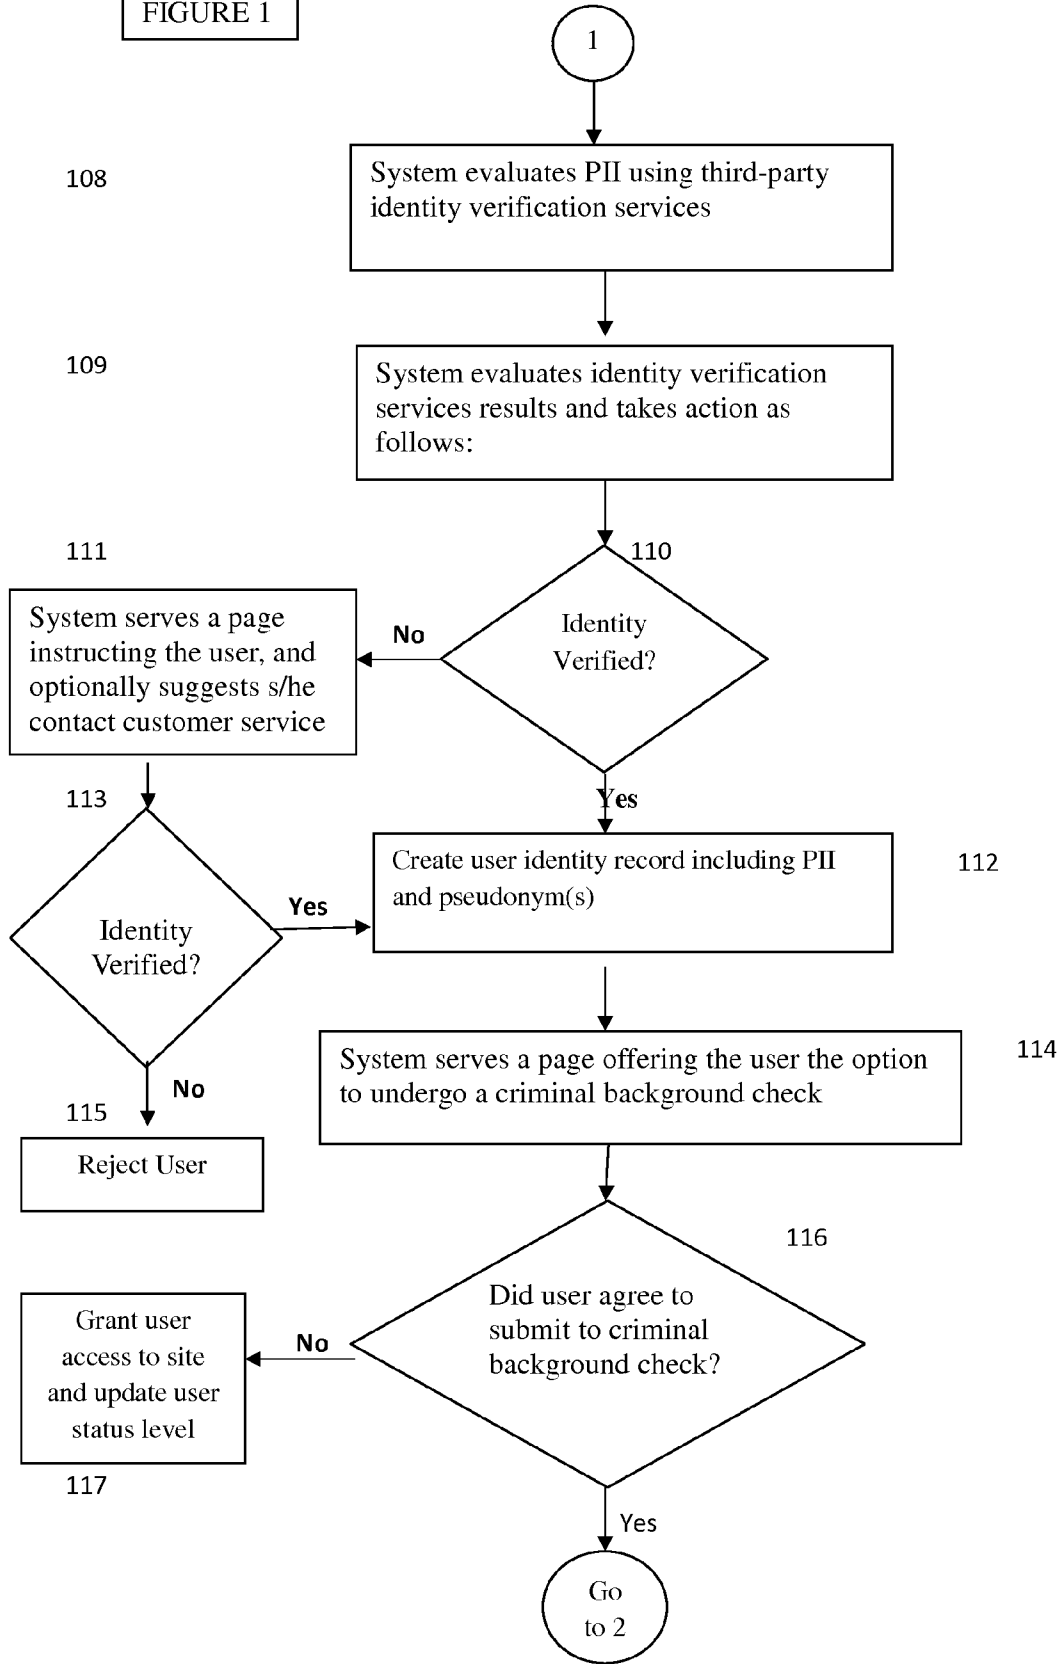 FIGURE 1
1
108
System evaluates PII using third-party
identity verification services
109
System evaluates identity verification
services results and takes action as
follows:
111
110
System serves a page
instructing the user, and
optionally suggests s/he
contact customer service
No
Identity
Verified?
Yes
113
Create user identity record including PII
and pseudonym(s)
112
Yes
Identity
Verified?
114
System serves a page offering the user the option
to undergo a criminal background check
No
115
Reject User
116
Did user agree to
submit to criminal
background check?
No
Grant user
access to site
and update user
status level
117
Yes
Go
to 2